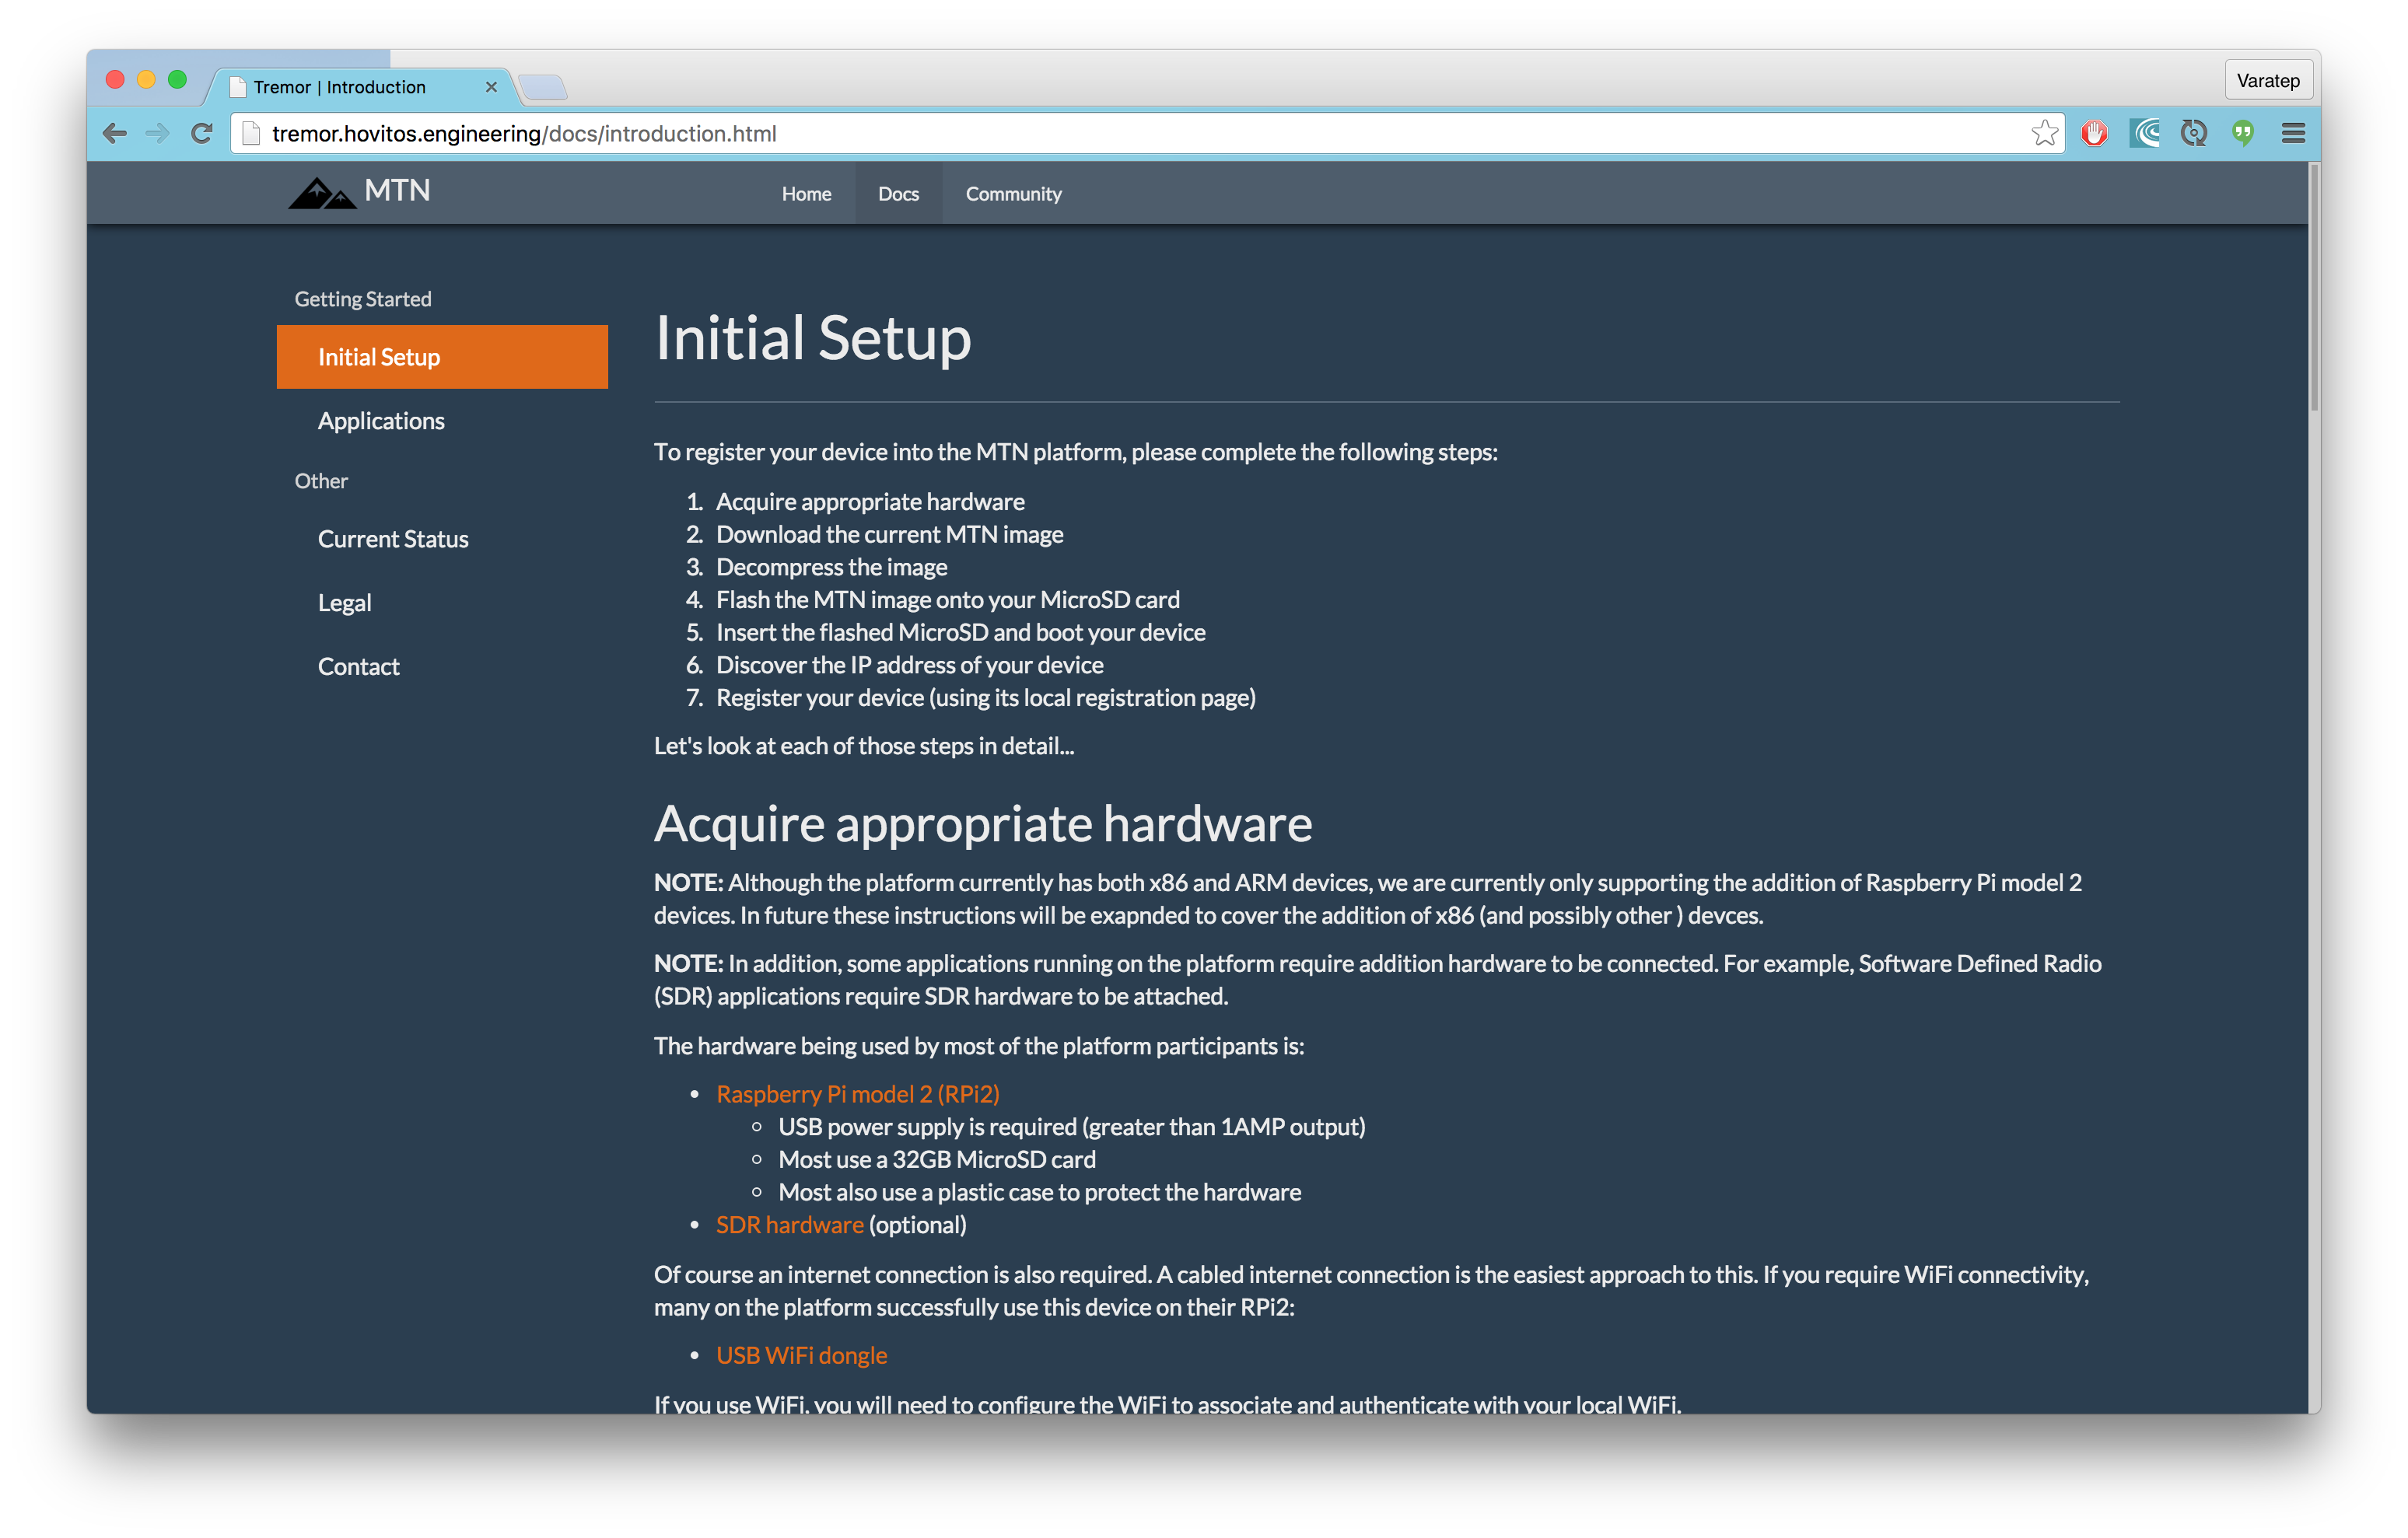 Tremor | Introduction
Varatep
tremor.hovitos.engineering/docs/introduction.html
MTN
Home
Docs
Community
Getting Started
Initial Setup
Applications
Other
Current Status
Legal
Contact
Initial Setup
To register your device into the MTN platform, please complete the following steps:
1. Acquire appropriate hardware
2. Download the current MTN image
3. Decompress the image
4. Flash the MTN image onto your MicroSD card
5. Insert the flashed MicroSD and boot your device
6. Discover the IP address of your device
7. Register your device (using its local registration page)
Let's look at each of those steps in detail...
Acquire appropriate hardware
NOTE: Although the platform currently has both x86 and ARM devices, we are currently only supporting the addition of Raspberry Pi model 2
devices. In future these instructions will be exapnded to cover the addition of x86 (and possibly other ) devces.
NOTE: In addition, some applications running on the platform require addition hardware to be connected. For example, Software Defined Radio
(SDR) applications require SDR hardware to be attached.
The hardware being used by most of the platform participants is:
• Raspberry Pi model 2 (RPi2)
◦ USB power supply is required (greater than 1AMP output)
◦ Most use a 32GB MicroSD card
◦ Most also use a plastic case to protect the hardware
• SDR hardware (optional)
Of course an internet connection is also required. A cabled internet connection is the easiest approach to this. If you require WiFi connectivity,
many on the platform successfully use this device on their RPi2:
• USB WiFi dongle
If you use WiFi, you will need to configure the WiFi to associate and authenticate with your local WiFi.